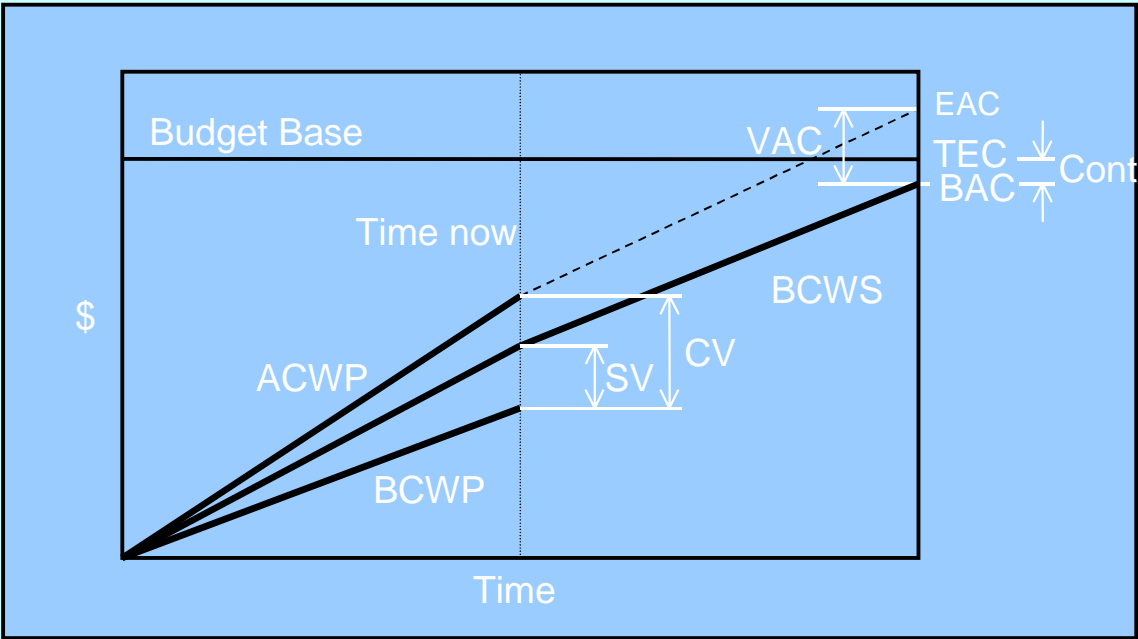 EAC
Budget Base
VAC
TEC
Cont
BAC
Time now
BCWS
$
CV
ACWP
SV
BCWP
Time